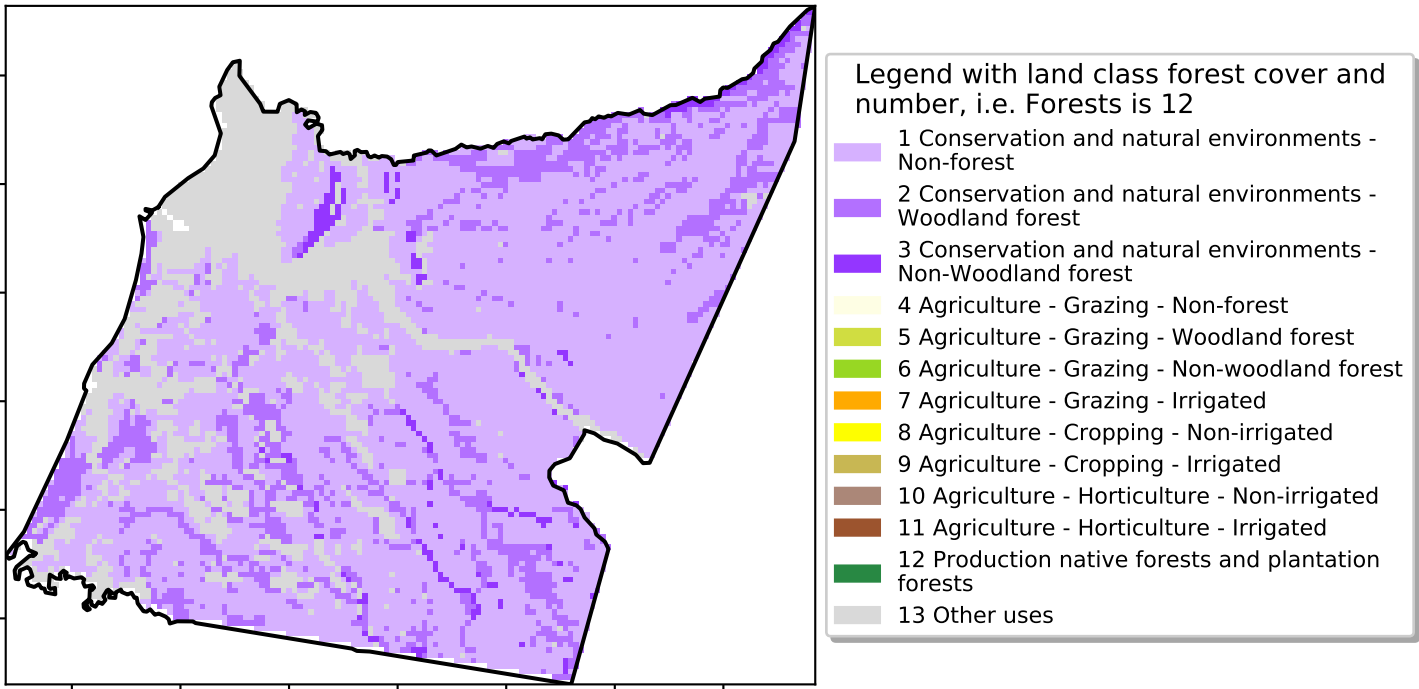 Legend with land class forest cover and
number, i.e. Forests is 12
1 Conservation and natural environments -
Non-forest
2 Conservation and natural environments -
Woodland forest
3 Conservation and natural environments -
Non-Woodland forest
4 Agriculture - Grazing - Non-forest
5 Agriculture - Grazing - Woodland forest
6 Agriculture - Grazing - Non-woodland forest
7 Agriculture - Grazing - Irrigated
8 Agriculture - Cropping - Non-irrigated
9 Agriculture - Cropping - Irrigated
10 Agriculture - Horticulture - Non-irrigated
11 Agriculture - Horticulture - Irrigated
12 Production native forests and plantation
forests
13 Other uses